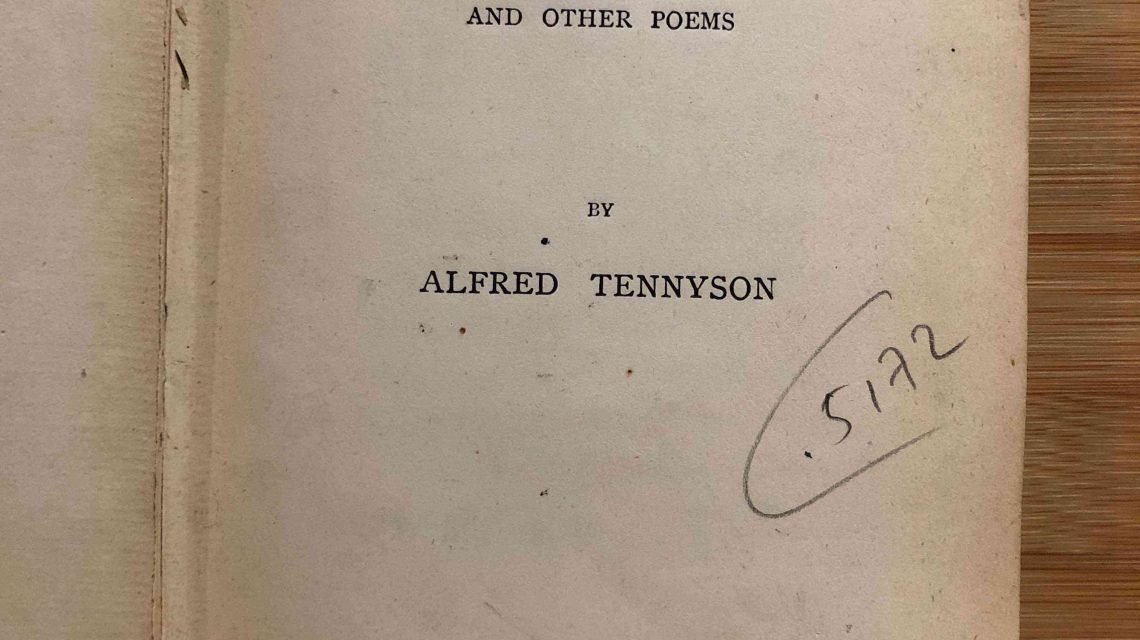 AND OTHER POEMS
BY
ALFRED TENNYSON
.5172